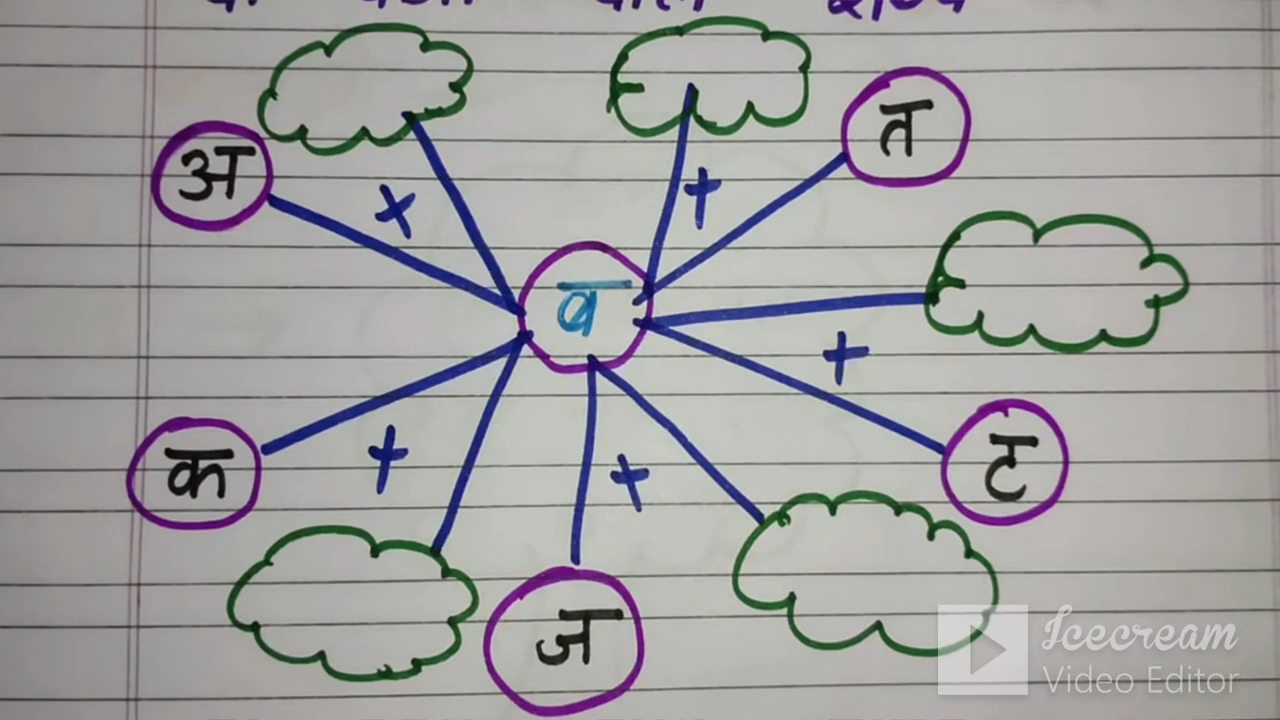 अ
त
ब
क
ट
ज
×
+
+
+
+
Icecream
Video Editor